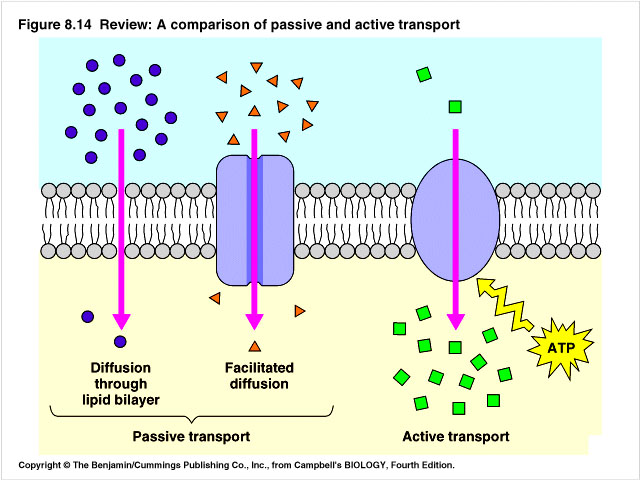 Figure 8.14 Review: A comparison of passive and active transport
ATP
Diffusion
through
lipid bilayer
Facilitated
diffusion
Passive transport
Active transport
Copyright © The Benjamin/Cummings Publishing Co., Inc., from Campbell's BIOLOGY, Fourth Edition.